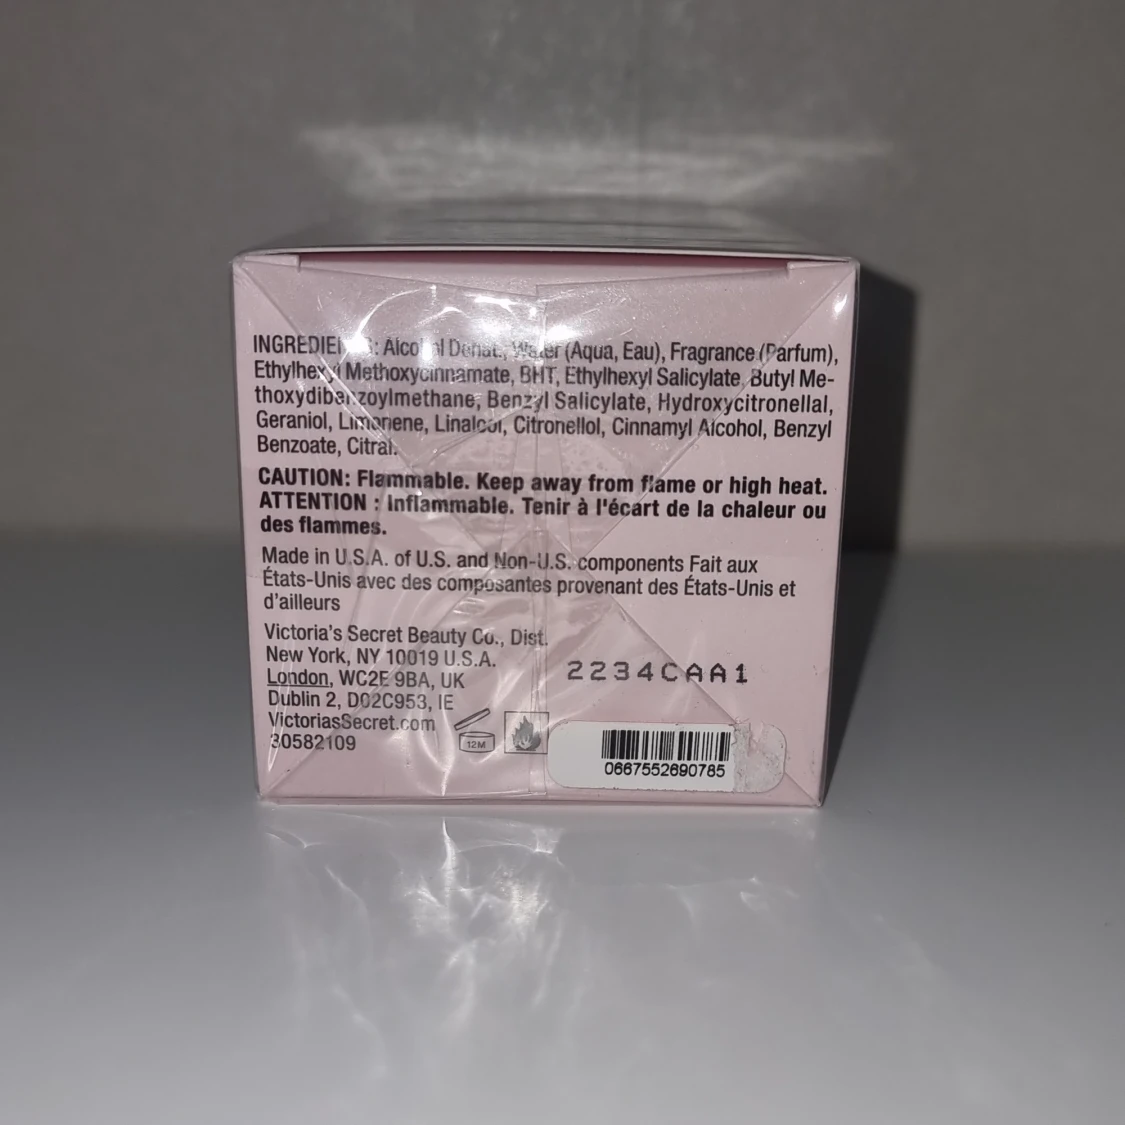 INGREDIENTS: Alcohol Denat., Water (Aqua, Eau), Fragrance (Parfum),
Ethylhexyl Methoxycinnamate, BHT, Ethylhexyl Salicylate, Butyl Me-
thoxydibenzoylmethane, Benzyl Salicylate, Hydroxycitronellal,
Geraniol, Limonene, Linalool, Citronellol, Cinnamyl Alcohol, Benzyl
Benzoate, Citral.
CAUTION: Flammable. Keep away from flame or high heat.
ATTENTION : Inflammable. Tenir à l'écart de la chaleur ou
des flammes.
Made in U.S.A. of U.S. and Non-U.S. components Fait aux
États-Unis avec des composantes provenant des États-Unis et
d'ailleurs
Victoria's Secret Beauty Co., Dist.
New York, NY 10019 U.S.A.
London, WC2E 9BA, UK
Dublin 2, D02C953, IE
VictoriasSecret.com
30582109
12M
2234CAA1
0667552690785